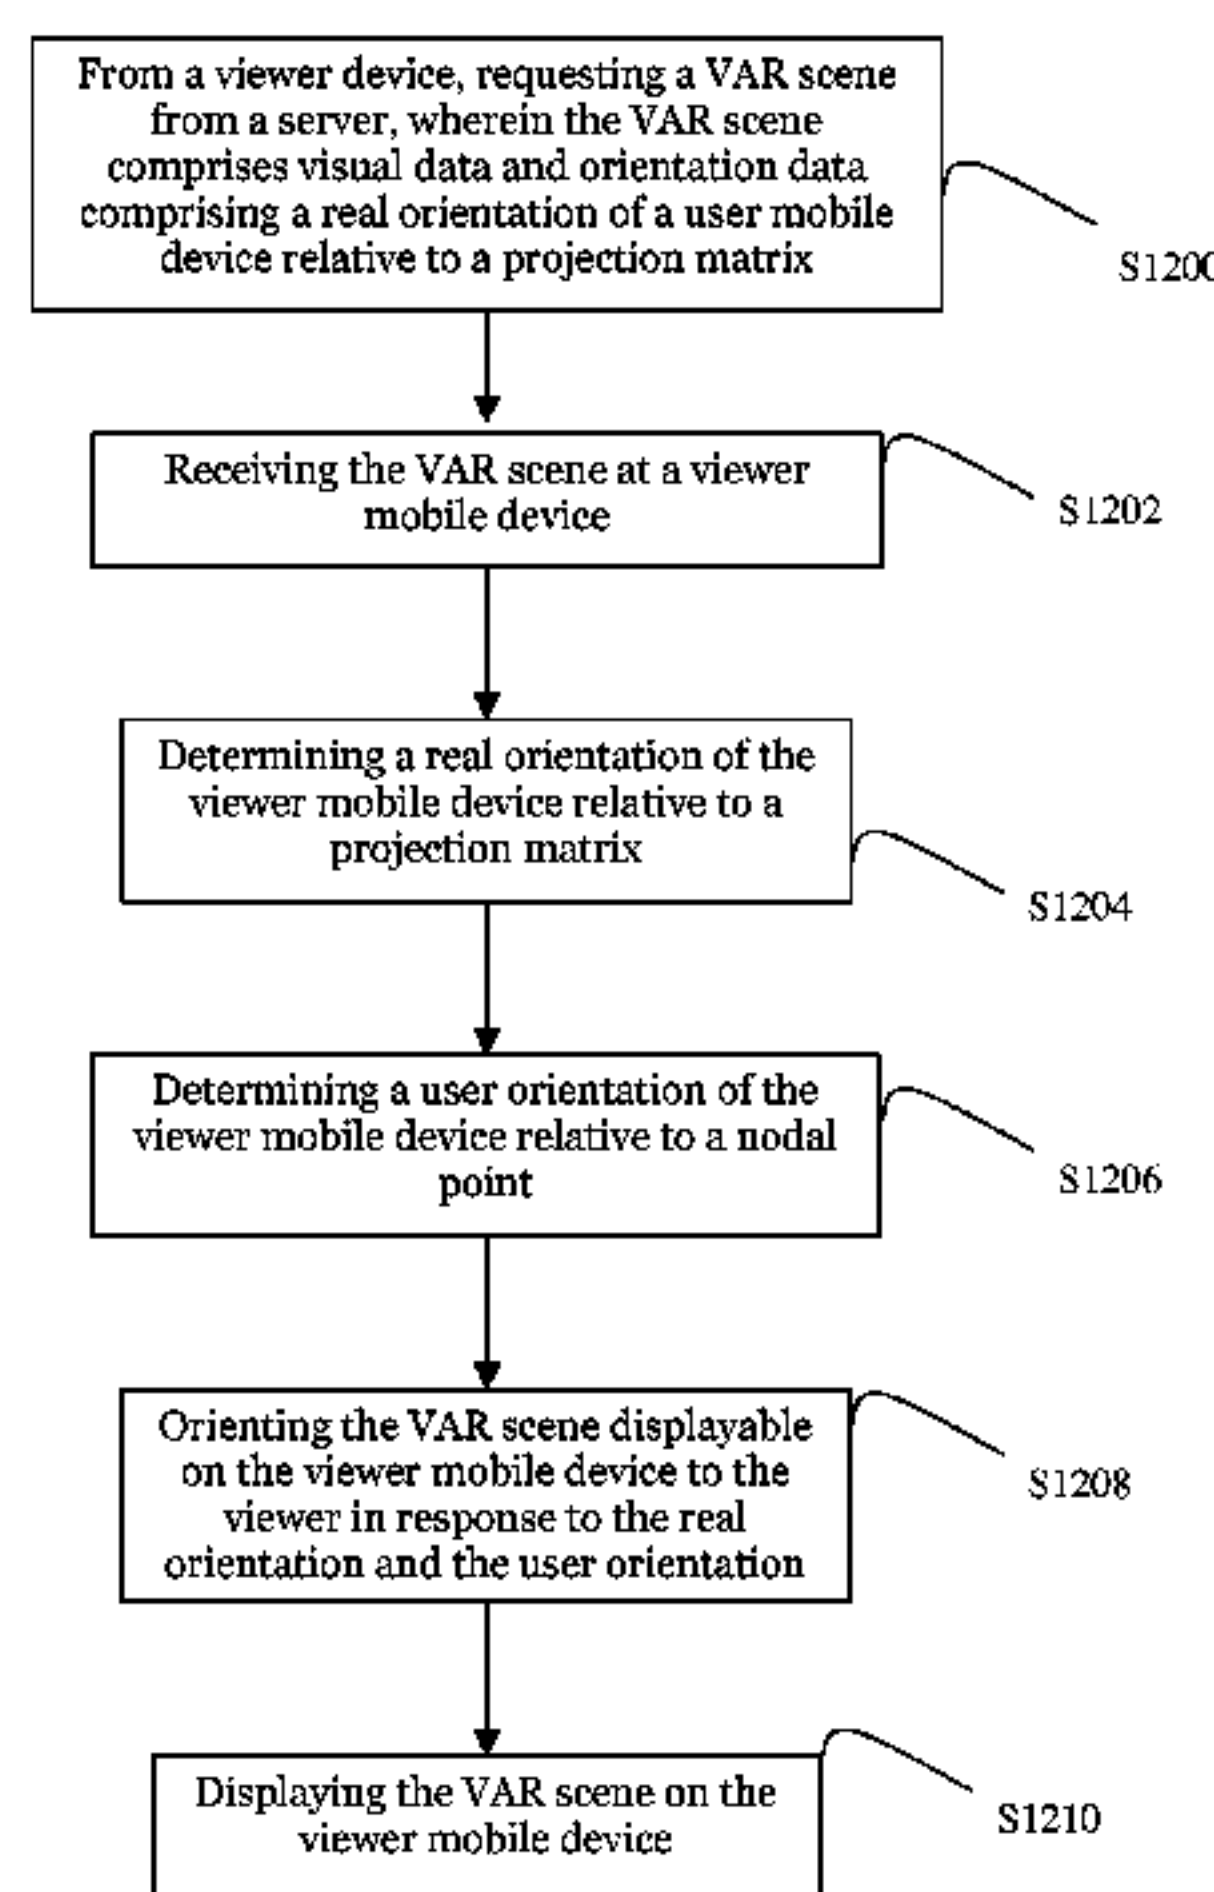 From a viewer device, requesting a VAR scene
from a server, wherein the VAR scene
comprises visual data and orientation data
comprising a real orientation of a user mobile
device relative to a projection matrix
S1200
Receiving the VAR scene at a viewer
mobile device
S1202
Determining a real orientation of the
viewer mobile device relative to a
projection matrix
S1204
Determining a user orientation of the
viewer mobile device relative to a nodal
point
S1206
Orienting the VAR scene displayable
on the viewer mobile device to the
viewer in response to the real
orientation and the user orientation
S1208
Displaying the VAR scene on the
viewer mobile device
S1210